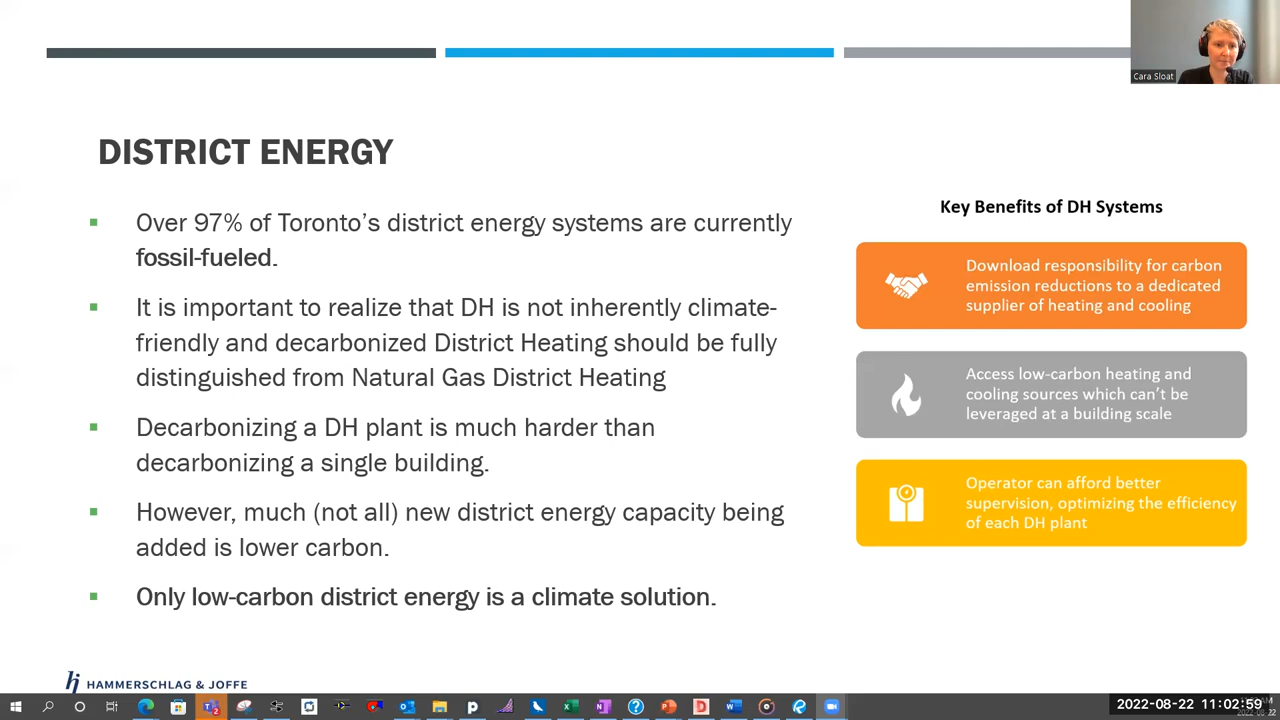 Cara Sloat
DISTRICT ENERGY
Over 97% of Toronto’s district energy systems are currently
fossil-fueled.
It is important to realize that DH is not inherently climate-
friendly and decarbonized District Heating should be fully
distinguished from Natural Gas District Heating
Decarbonizing a DH plant is much harder than
decarbonizing a single building.
However, much (not all) new district energy capacity being
added is lower carbon.
Only low-carbon district energy is a climate solution.
Key Benefits of DH Systems
Download responsibility for carbon
emission reductions to a dedicated
supplier of heating and cooling
Access low-carbon heating and
cooling sources which can’t be
leveraged at a building scale
Operator can afford better
supervision, optimizing the efficiency
of each DH plant
hj HAMMERSCHLAG & JOFFE
2022-08-22 11:02:59